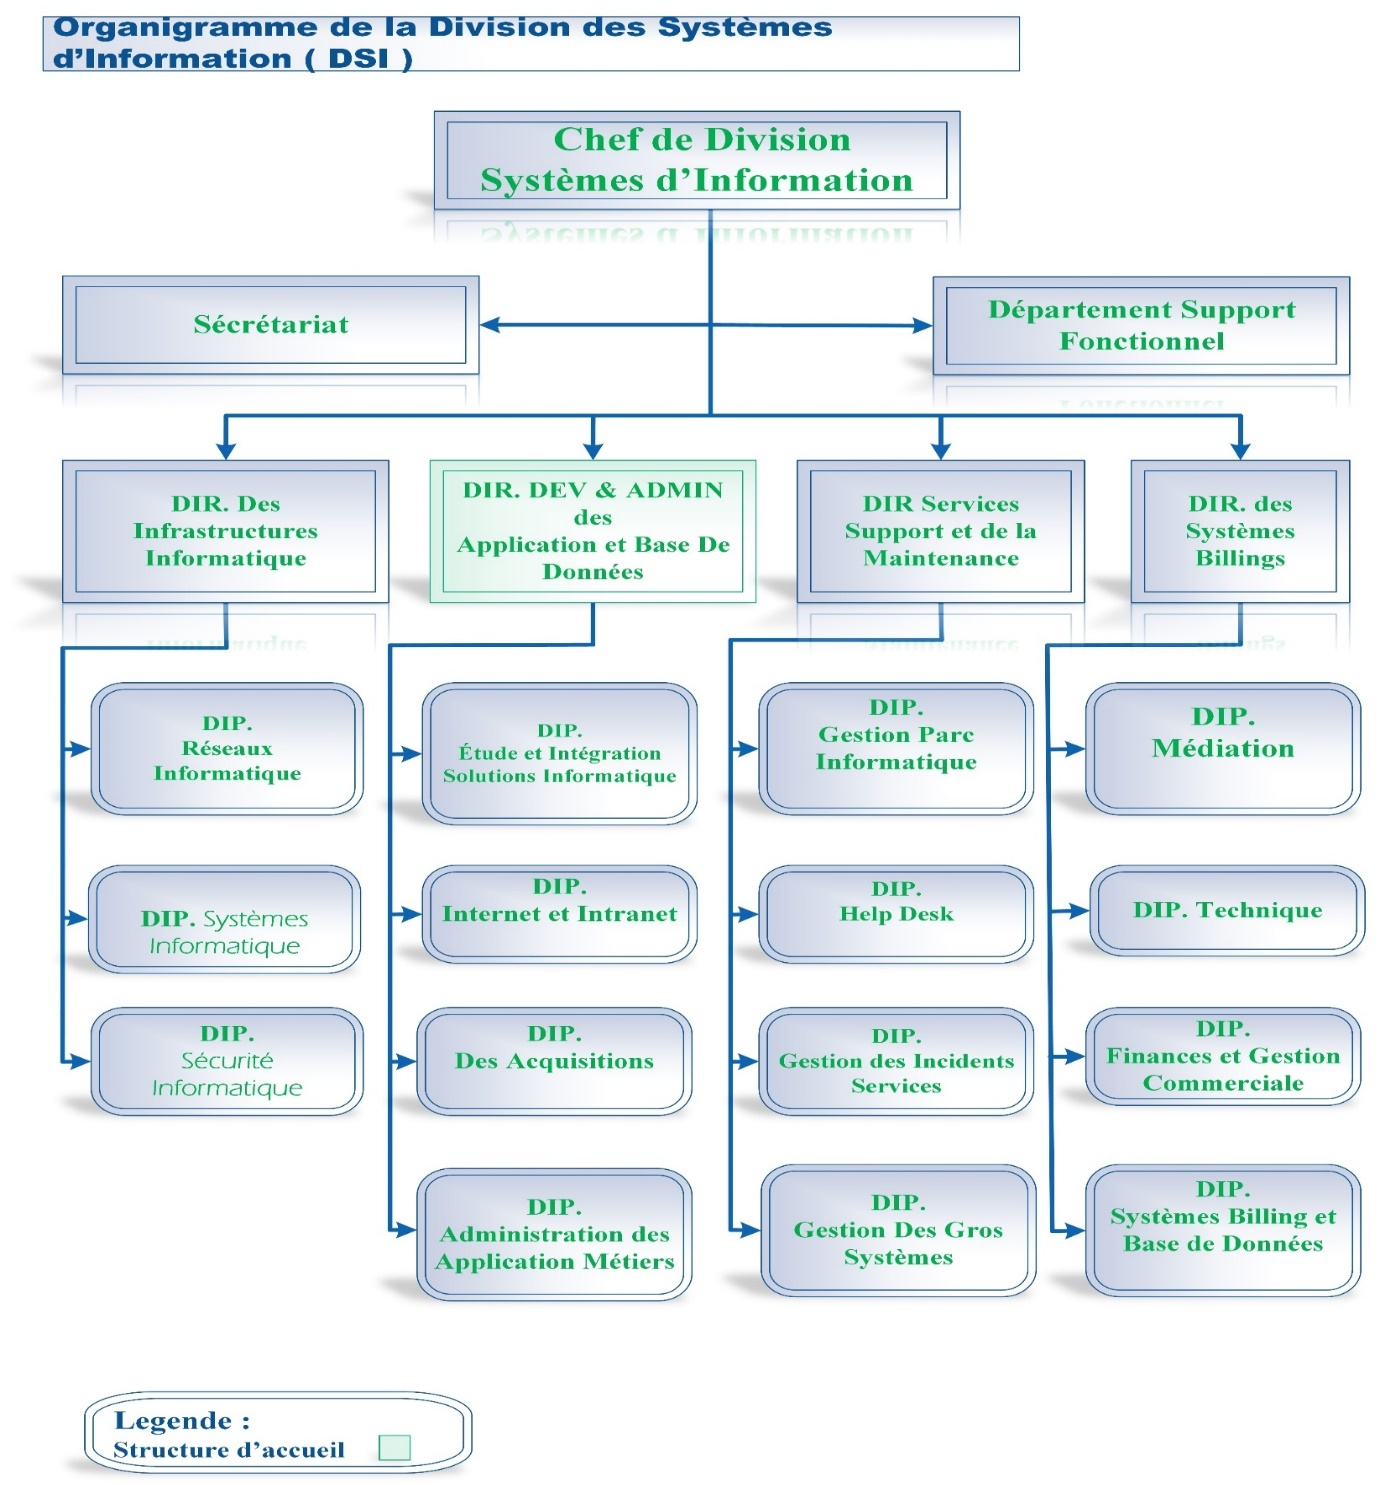 Organigramme de la Division des Systèmes
d'Information ( DSI )
Chef de Division
Systèmes d'Information
Sécrétariat
Département Support
Fonctionnel
DIR. Des
Infrastructures
Informatique
DIR. DEV & ADMIN
des
Application et Base De
Données
DIR Services
Support et de la
Maintenance
DIR. des
Systèmes
Billings
DIP.
Réseaux
Informatique
DIP.
Étude et Intégration
Solutions Informatique
DIP.
Gestion Parc
Informatique
DIP.
Médiation
DIP. Systèmes
Informatique
DIP.
Internet et Intranet
DIP.
Help Desk
DIP. Technique
DIP.
Sécurité
Informatique
DIP.
Des Acquisitions
DIP.
Gestion des Incidents
Services
DIP.
Finances et Gestion
Commerciale
DIP.
Administration des
Application Métiers
DIP.
Gestion Des Gros
Systèmes
DIP.
Systèmes Billing et
Base de Données
Legende :
Structure d'accueil